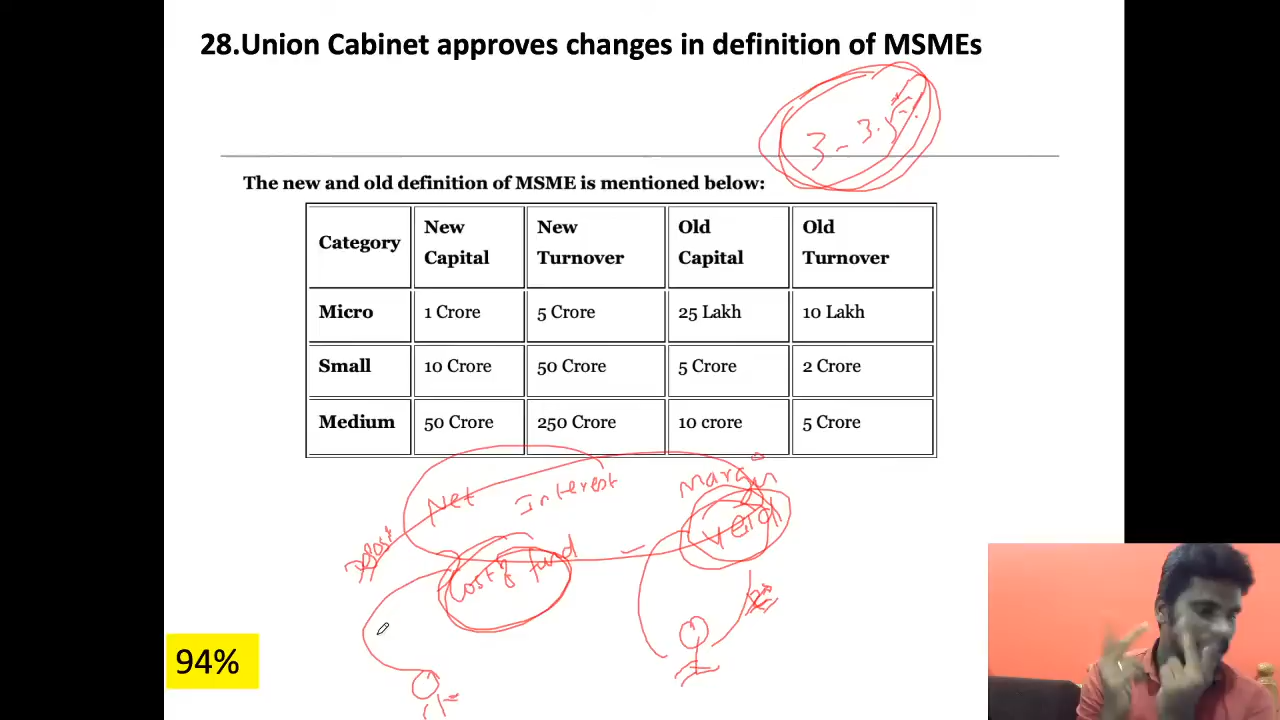 28.Union Cabinet approves changes in definition of MSMEs
3 - 3.5%
The new and old definition of MSME is mentioned below:
Category New Capital New Turnover Old Capital Old Turnover
Micro 1 Crore 5 Crore 25 Lakh 10 Lakh
Small 10 Crore 50 Crore 5 Crore 2 Crore
Medium 50 Crore 250 Crore 10 crore 5 Crore
Net Interest Margin
Cost of fund
94%